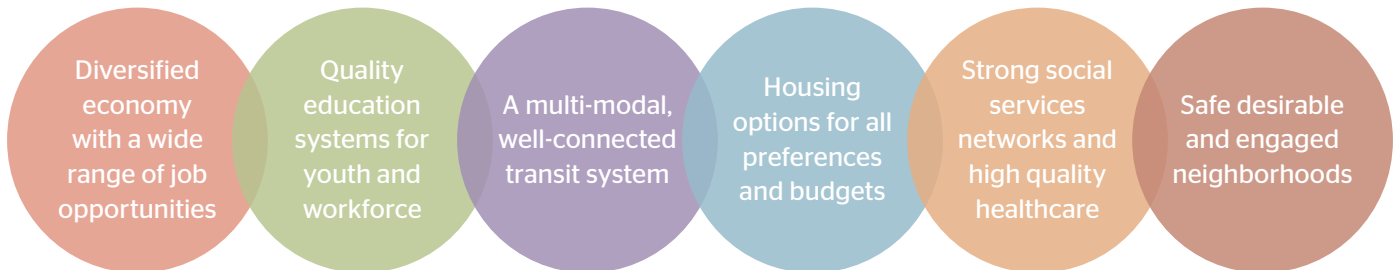 Diversified
economy
with a wide
range of job
opportunities
Quality
education
systems for
youth and
workforce
A multi-modal,
well-connected
transit system
Housing
options for all
preferences
and budgets
Strong social
services
networks and
high quality
healthcare
Safe desirable
and engaged
neighborhoods